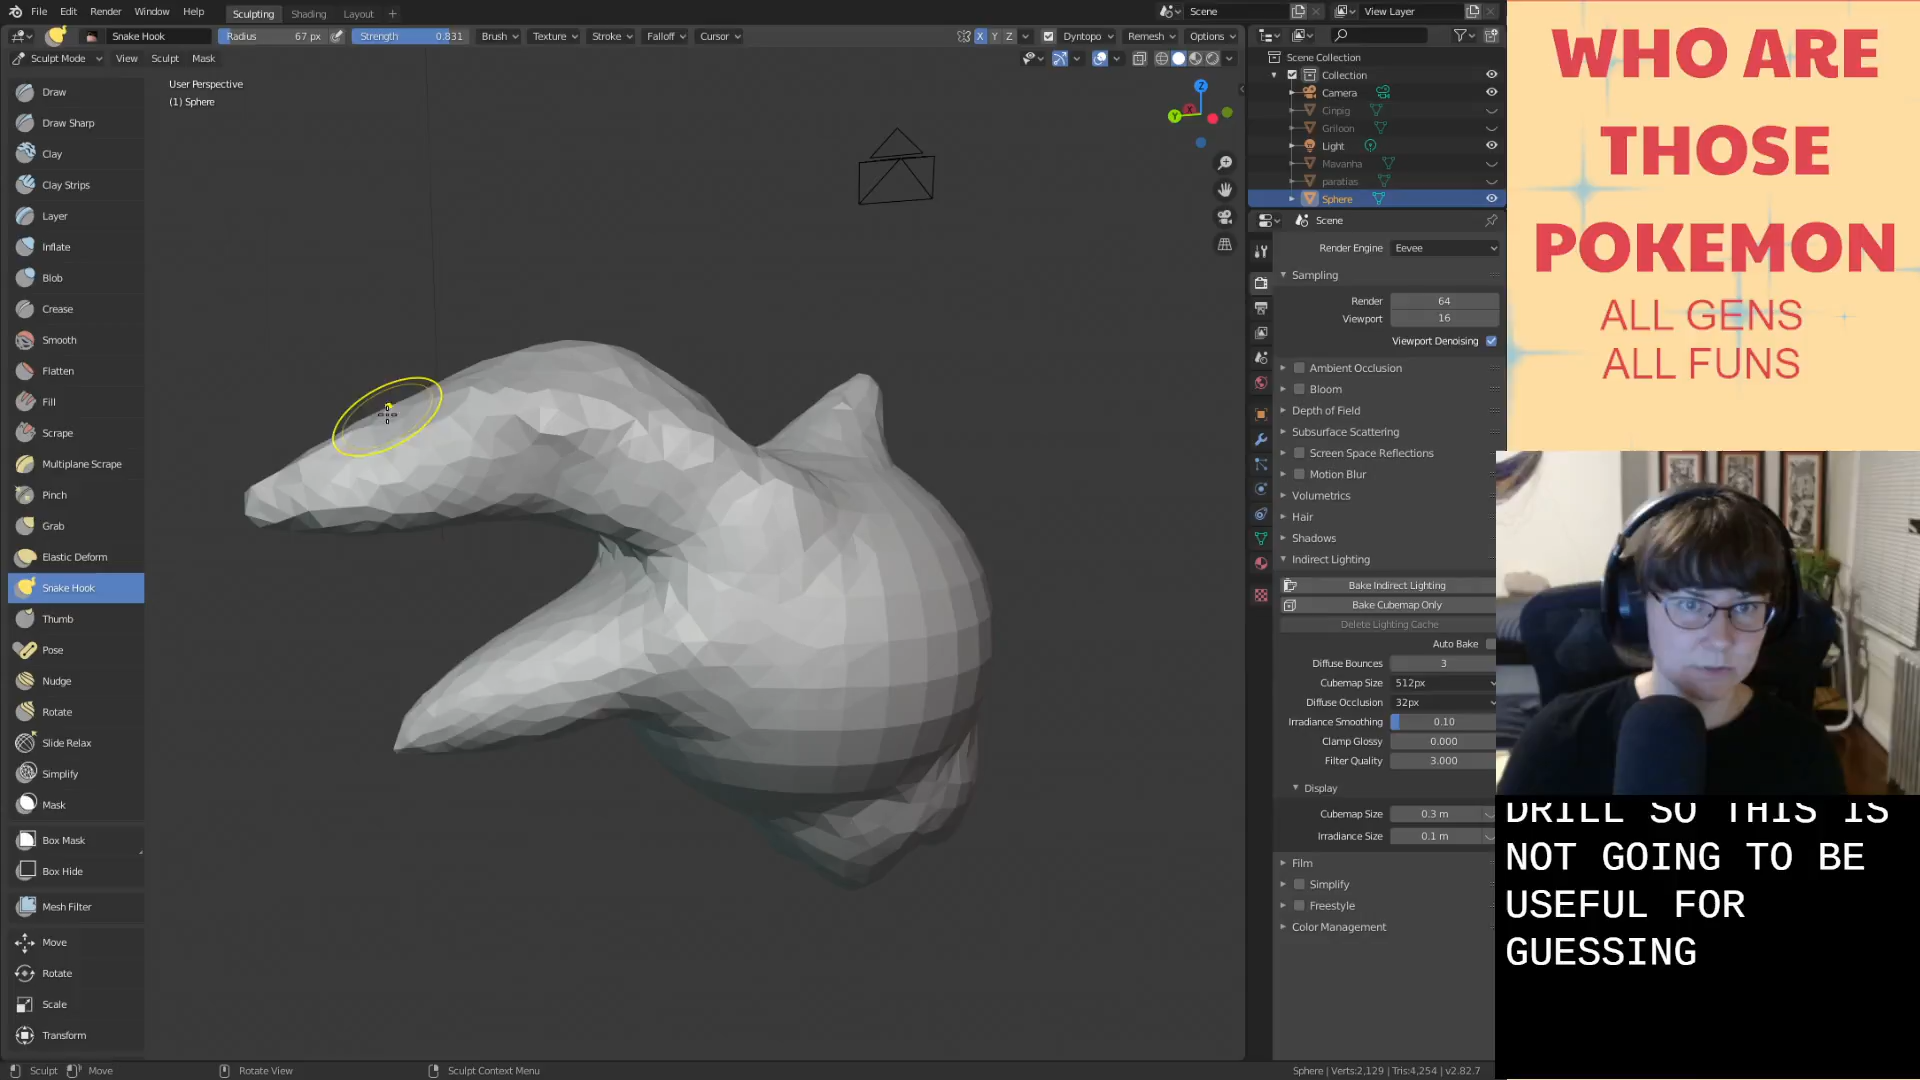 File Edit Render Window Help Sculpting Shading Layout + Scene View Layer
Snake Hook Radius 67 px Strength 0.831 Brush Texture Stroke Falloff Cursor X Y Z Dyntopo Remesh Options
Sculpt Mode View Sculpt Mask
User Perspective
(1) Sphere
Draw
Draw Sharp
Clay
Clay Strips
Layer
Inflate
Blob
Crease
Smooth
Flatten
Fill
Scrape
Multiplane Scrape
Pinch
Grab
Elastic Deform
Snake Hook
Thumb
Pose
Nudge
Rotate
Slide Relax
Simplify
Mask
Box Mask
Box Hide
Mesh Filter
Move
Rotate
Scale
Transform
Z
X
Y
Scene Collection
Collection
Camera
Cinpig
Griloon
Light
Mavanha
paratias
Sphere
Scene
Render Engine Eevee
Sampling
Render 64
Viewport 16
Viewport Denoising
Ambient Occlusion
Bloom
Depth of Field
Subsurface Scattering
Screen Space Reflections
Motion Blur
Volumetrics
Hair
Shadows
Indirect Lighting
Bake Indirect Lighting
Bake Cubemap Only
Delete Lighting Cache
Auto Bake
Diffuse Bounces 3
Cubemap Size 512px
Diffuse Occlusion 32px
Irradiance Smoothing 0.10
Clamp Glossy 0.000
Filter Quality 3.000
Display
Cubemap Size 0.3 m
Irradiance Size 0.1 m
Film
Simplify
Freestyle
Color Management
WHO ARE
THOSE
POKEMON
ALL GENS
ALL FUNS
DRILL SO THIS IS
NOT GOING TO BE
USEFUL FOR
GUESSING
Sculpt Move Rotate View Sculpt Context Menu Sphere | Verts:2,129 | Tris:4,254 | v2.82.7